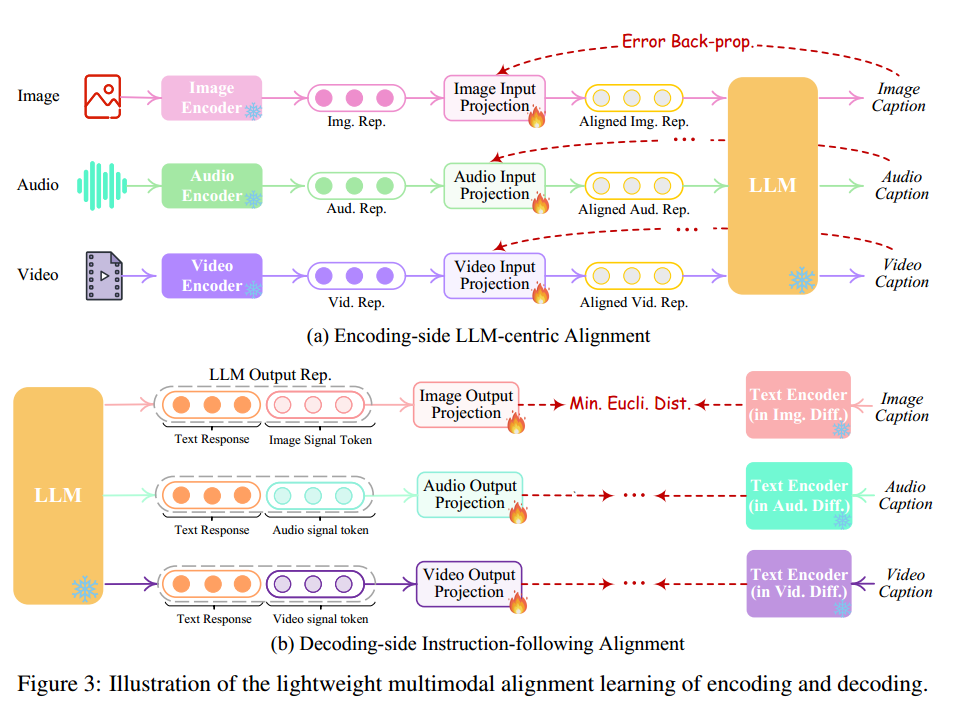 Error Back-prop.
Image
Image
Encoder
Img. Rep.
Image Input
Projection
Aligned Img. Rep.
Image
Caption
...
Audio
Audio
Encoder
Aud. Rep.
Audio Input
Projection
Aligned Aud. Rep.
LLM
Audio
Caption
...
Video
Video
Encoder
Vid. Rep.
Video Input
Projection
Aligned Vid. Rep.
Video
Caption
(a) Encoding-side LLM-centric Alignment
LLM
LLM Output Rep.
Text Response
Image Signal Token
Image Output
Projection
Min. Eucli. Dist.
Text Encoder
(in Img. Diff.)
Image
Caption
Text Response
Audio signal token
Audio Output
Projection
...
Text Encoder
(in Aud. Diff.)
Audio
Caption
Text Response
Video signal token
Video Output
Projection
...
Text Encoder
(in Vid. Diff.)
Video
Caption
(b) Decoding-side Instruction-following Alignment
Figure 3: Illustration of the lightweight multimodal alignment learning of encoding and decoding.